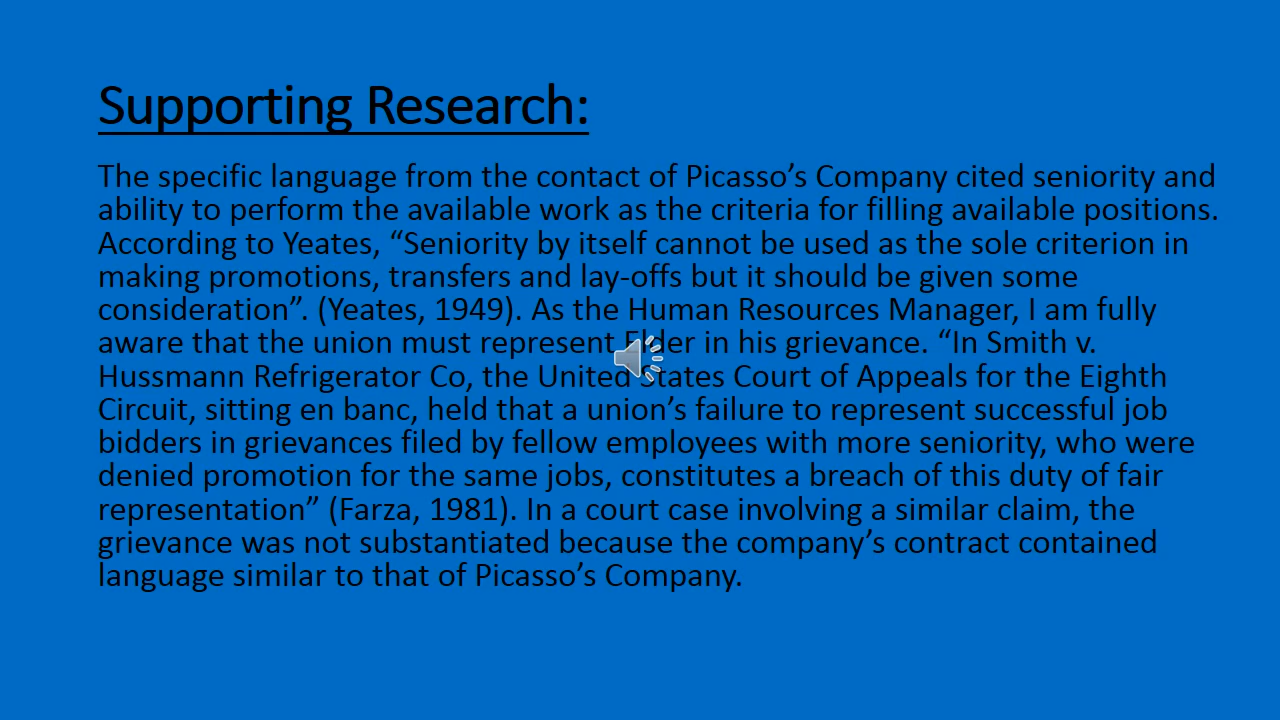 Supporting Research:
The specific language from the contact of Picasso’s Company cited seniority and
ability to perform the available work as the criteria for filling available positions.
According to Yeates, “Seniority by itself cannot be used as the sole criterion in
making promotions, transfers and lay-offs but it should be given some
consideration”. (Yeates, 1949). As the Human Resources Manager, I am fully
aware that the union must represent in his grievance. “In Smith v.
Hussmann Refrigerator Co, the United States Court of Appeals for the Eighth
Circuit, sitting en banc, held that a union’s failure to represent successful job
bidders in grievances filed by fellow employees with more seniority, who were
denied promotion for the same jobs, constitutes a breach of this duty of fair
representation” (Farza, 1981). In a court case involving a similar claim, the
grievance was not substantiated because the company’s contract contained
language similar to that of Picasso’s Company.